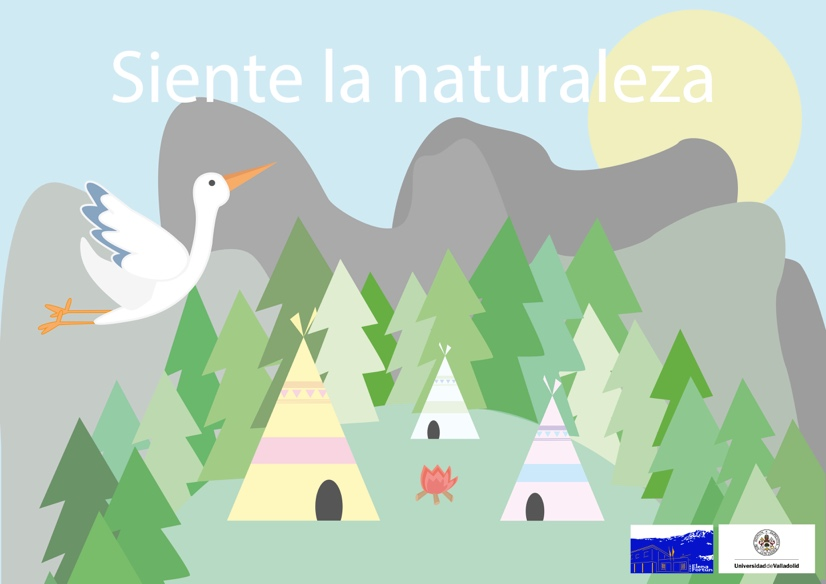 Siente la naturaleza
Elena
Fortún
Universidad de Valladolid